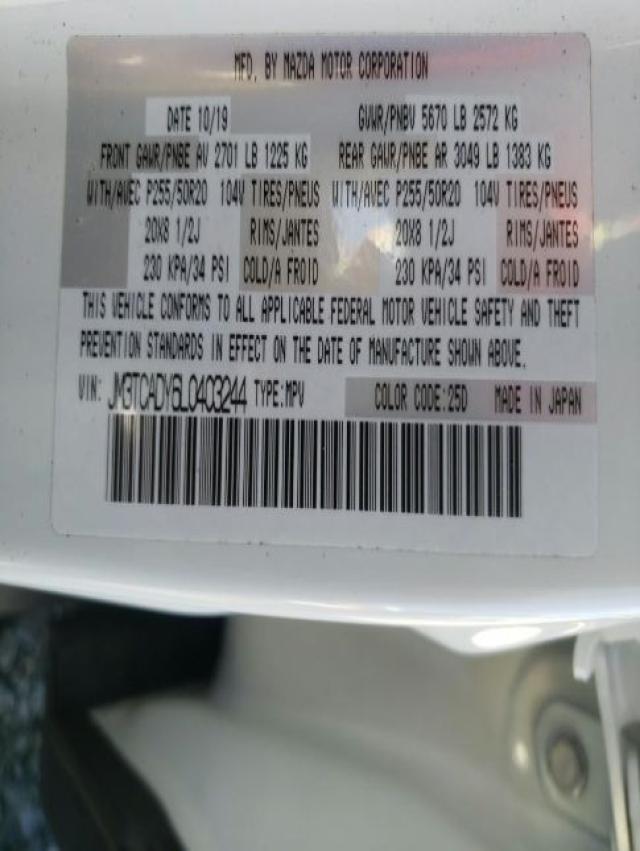 MFD. BY MAZDA MOTOR CORPORATION
DATE 10/19 GVWR/PNBV 5670 LB 2572 KG
FRONT GAWR/PNBE AV 2701 LB 1225 KG REAR GAWR/PNBE AR 3049 LB 1383 KG
WITH/AVEC P255/50R20 104V TIRES/PNEUS WITH/AVEC P255/50R20 104V TIRES/PNEUS
20X8 1/2J RIMS/JANTES 20X8 1/2J RIMS/JANTES
230 KPA/34 PSI COLD/A FROID 230 KPA/34 PSI COLD/A FROID
THIS VEHICLE CONFORMS TO ALL APPLICABLE FEDERAL MOTOR VEHICLE SAFETY AND THEFT
PREVENTION STANDARDS IN EFFECT ON THE DATE OF MANUFACTURE SHOWN ABOVE.
VIN: JM3TCADY6L0403244 TYPE:MPV COLOR CODE:25D MADE IN JAPAN